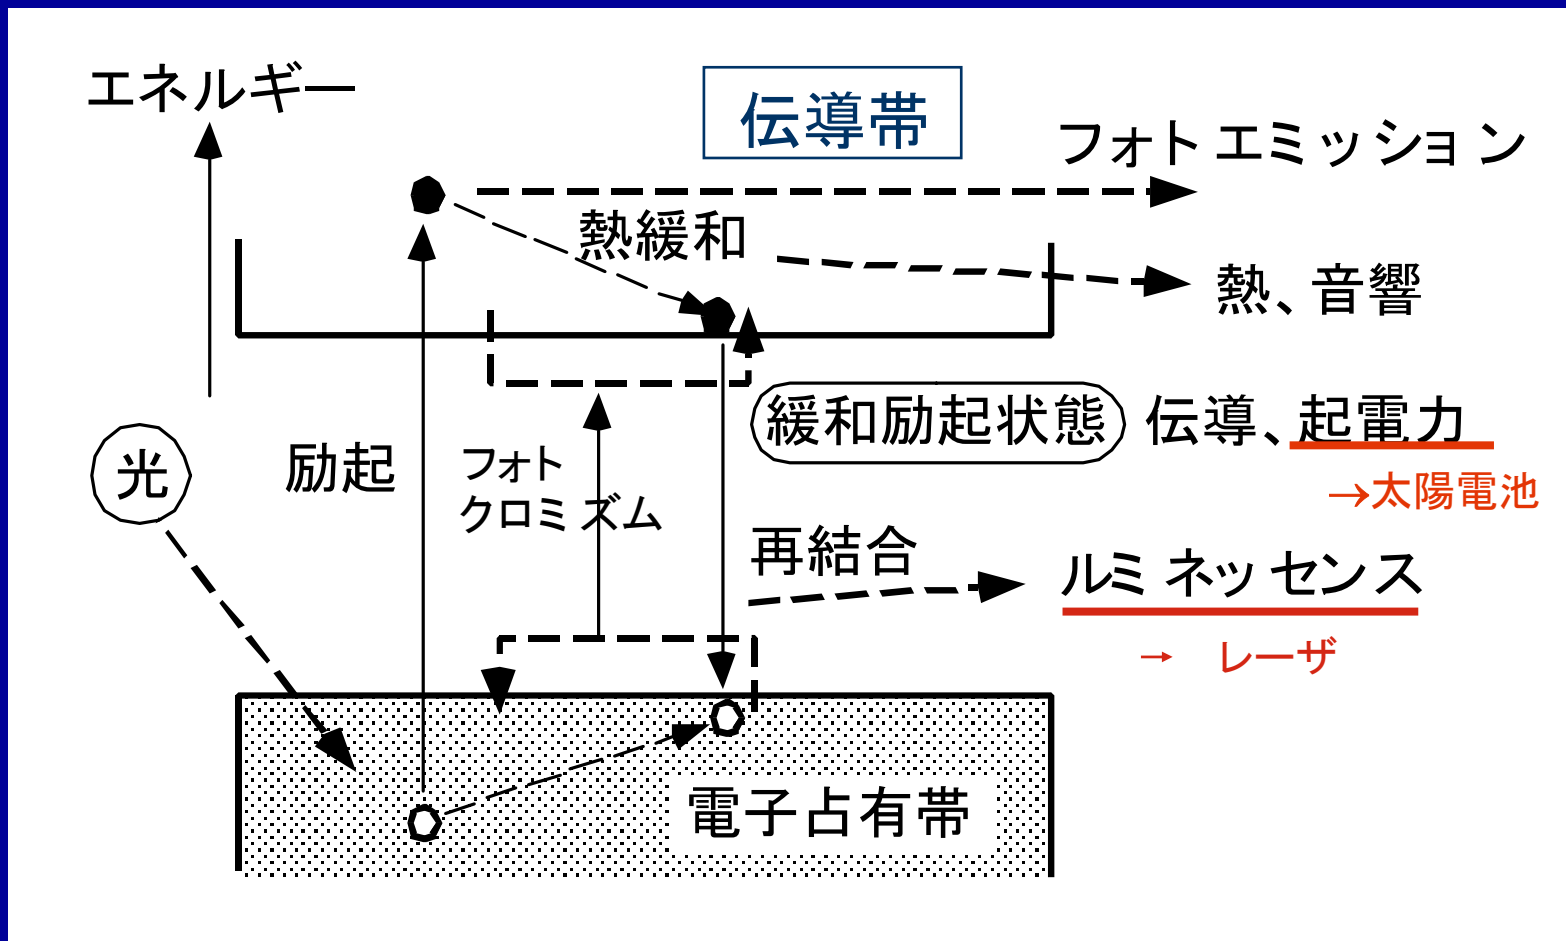 エネルギー
伝導帯
フォトエミッション
熱緩和
熱、音響
緩和励起状態
伝導、起電力
光
励起
フォト
クロミズム
→太陽電池
再結合
ルミネッセンス
→ レーザ
電子占有帯